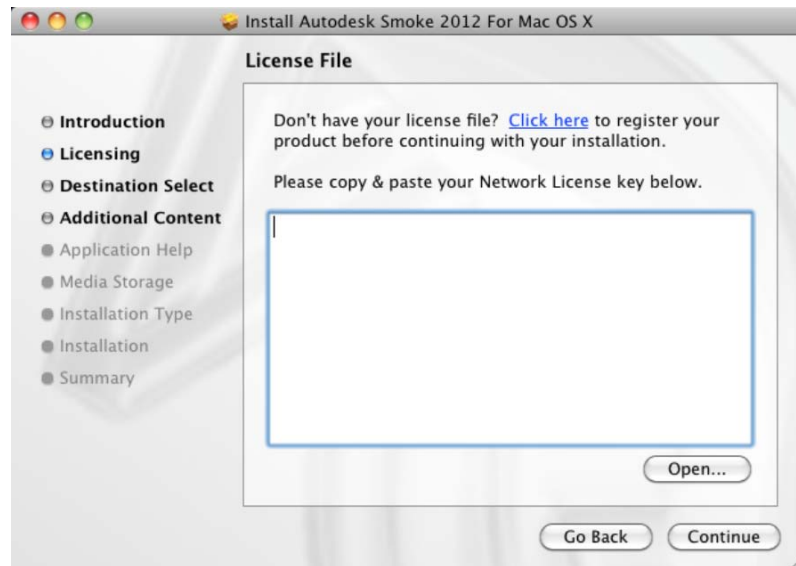 Install Autodesk Smoke 2012 For Mac OS X
License File
Introduction
Licensing
Destination Select
Additional Content
Application Help
Media Storage
Installation Type
Installation
Summary
Don't have your license file? Click here to register your
product before continuing with your installation.
Please copy & paste your Network License key below.
Open...
Go Back
Continue